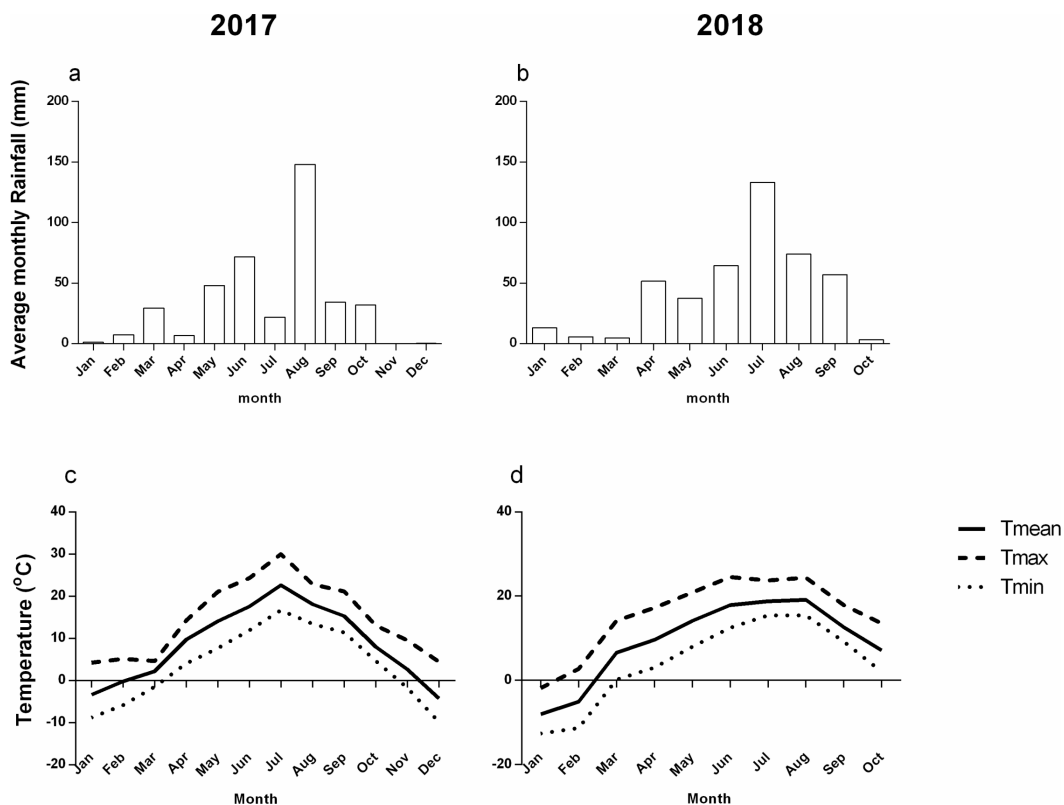 2017
2018
a
b
Average monthly Rainfall (mm)
200
150
100
50
0
Jan Feb Mar Apr May Jun Jul Aug Sep Oct Nov Dec
month
200
150
100
50
0
Jan Feb Mar Apr May Jun Jul Aug Sep Oct
month
c
d
Temperature (°C)
40
30
20
10
0
-10
-20
Jan Feb Mar Apr May Jun Jul Aug Sep Oct Nov Dec
Month
40
20
0
-20
Jan Feb Mar Apr May Jun Jul Aug Sep Oct
Month
Tmean
Tmax
Tmin